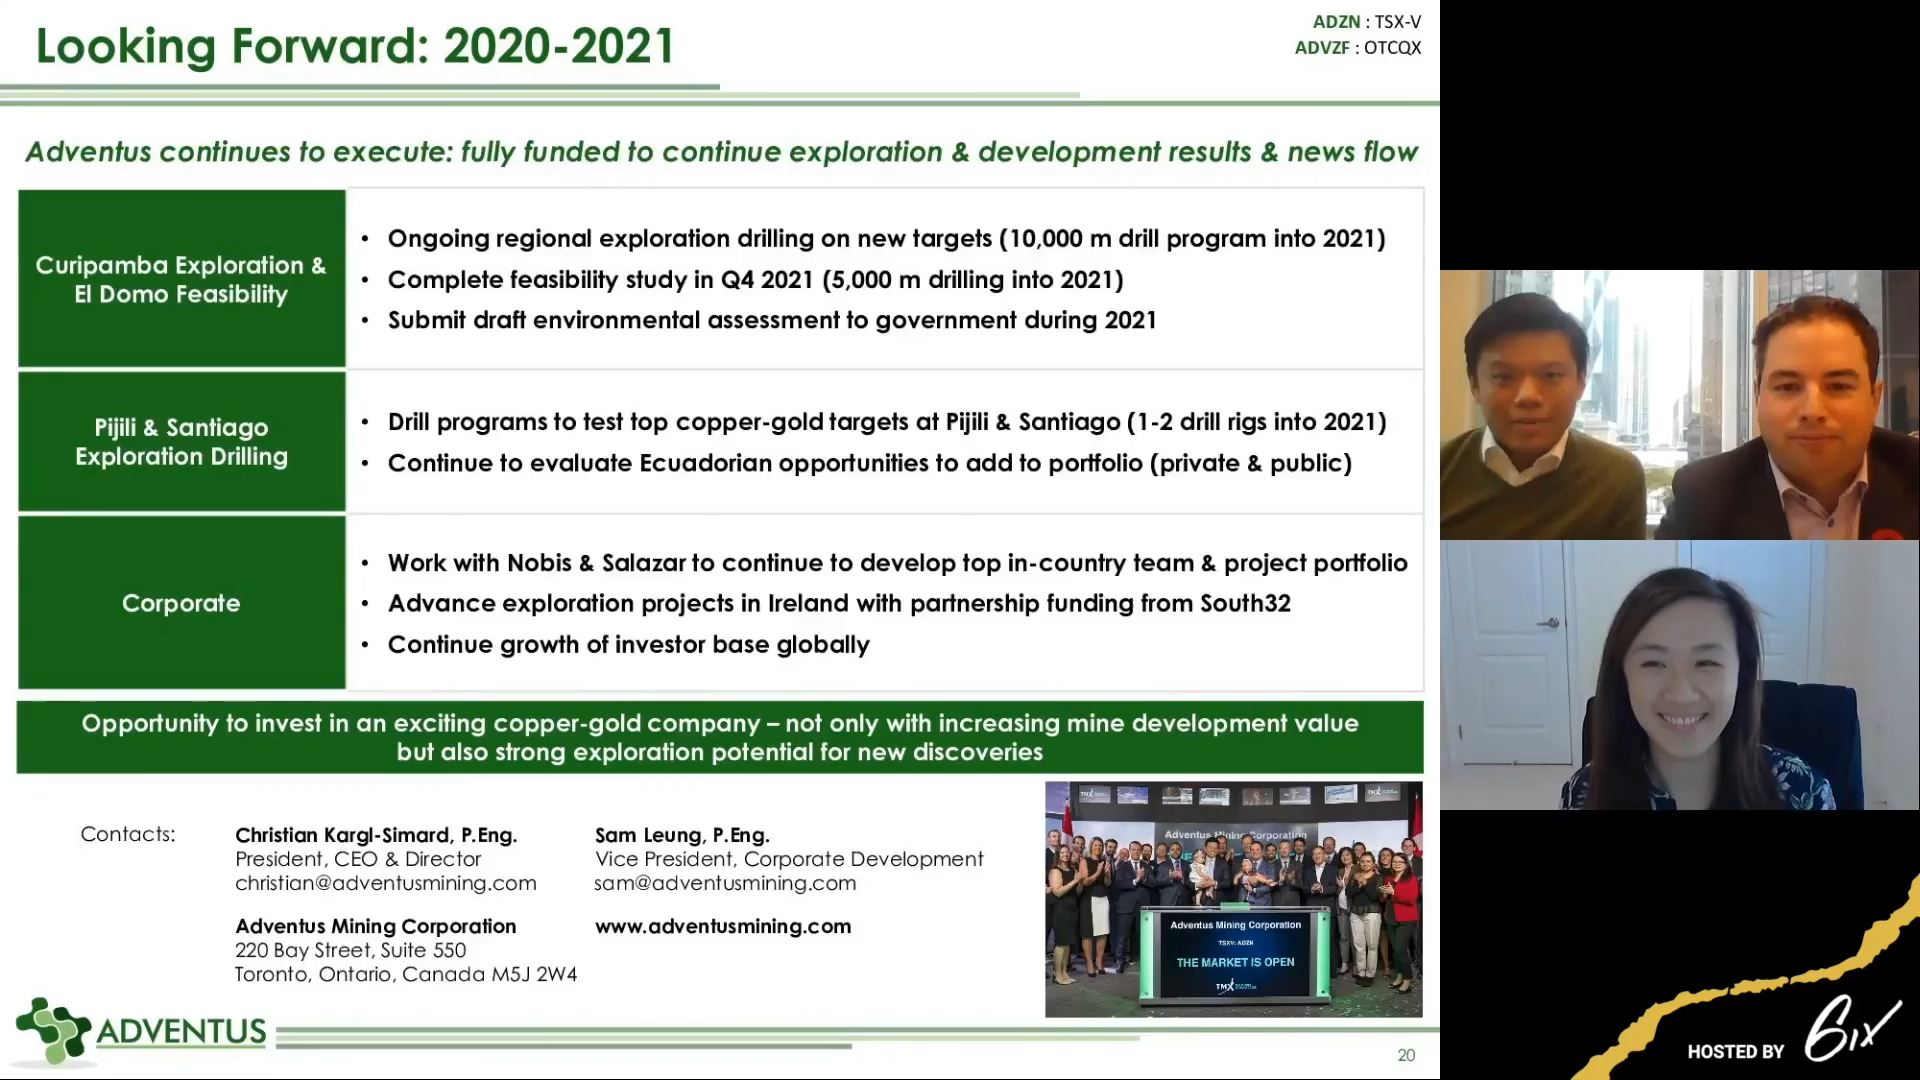 Looking Forward: 2020-2021
ADZN : TSX-V
ADVZF : OTCQX
Adventus continues to execute: fully funded to continue exploration & development results & news flow
Curipamba Exploration &
El Domo Feasibility
• Ongoing regional exploration drilling on new targets (10,000 m drill program into 2021)
• Complete feasibility study in Q4 2021 (5,000 m drilling into 2021)
• Submit draft environmental assessment to government during 2021
Pijili & Santiago
Exploration Drilling
• Drill programs to test top copper-gold targets at Pijili & Santiago (1-2 drill rigs into 2021)
• Continue to evaluate Ecuadorian opportunities to add to portfolio (private & public)
Corporate
• Work with Nobis & Salazar to continue to develop top in-country team & project portfolio
• Advance exploration projects in Ireland with partnership funding from South32
• Continue growth of investor base globally
Opportunity to invest in an exciting copper-gold company – not only with increasing mine development value
but also strong exploration potential for new discoveries
Contacts:
Christian Kargl-Simard, P.Eng.
President, CEO & Director
christian@adventusmining.com
Sam Leung, P.Eng.
Vice President, Corporate Development
sam@adventusmining.com
Adventus Mining Corporation
220 Bay Street, Suite 550
Toronto, Ontario, Canada M5J 2W4
www.adventusmining.com
Adventus Mining Corporation
Adventus Mining Corporation
TSXV: ADZN
THE MARKET IS OPEN
TMX
ADVENTUS
20
HOSTED BY 6ix